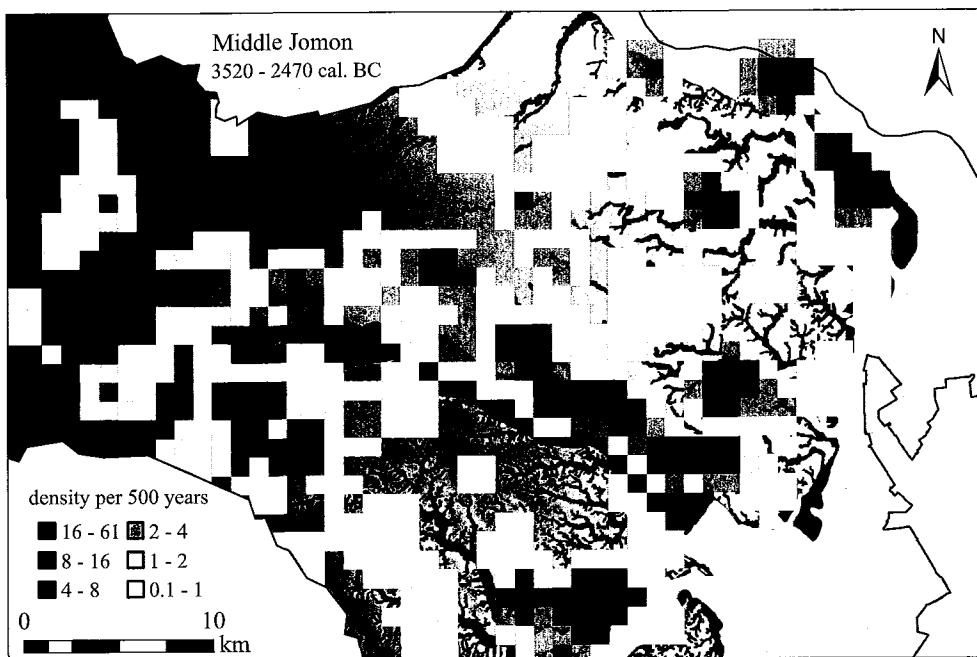 Middle Jomon
3520 - 2470 cal. BC
N
density per 500 years
16 - 61
2 - 4
8 - 16
1 - 2
4 - 8
0.1 - 1
0
10
km